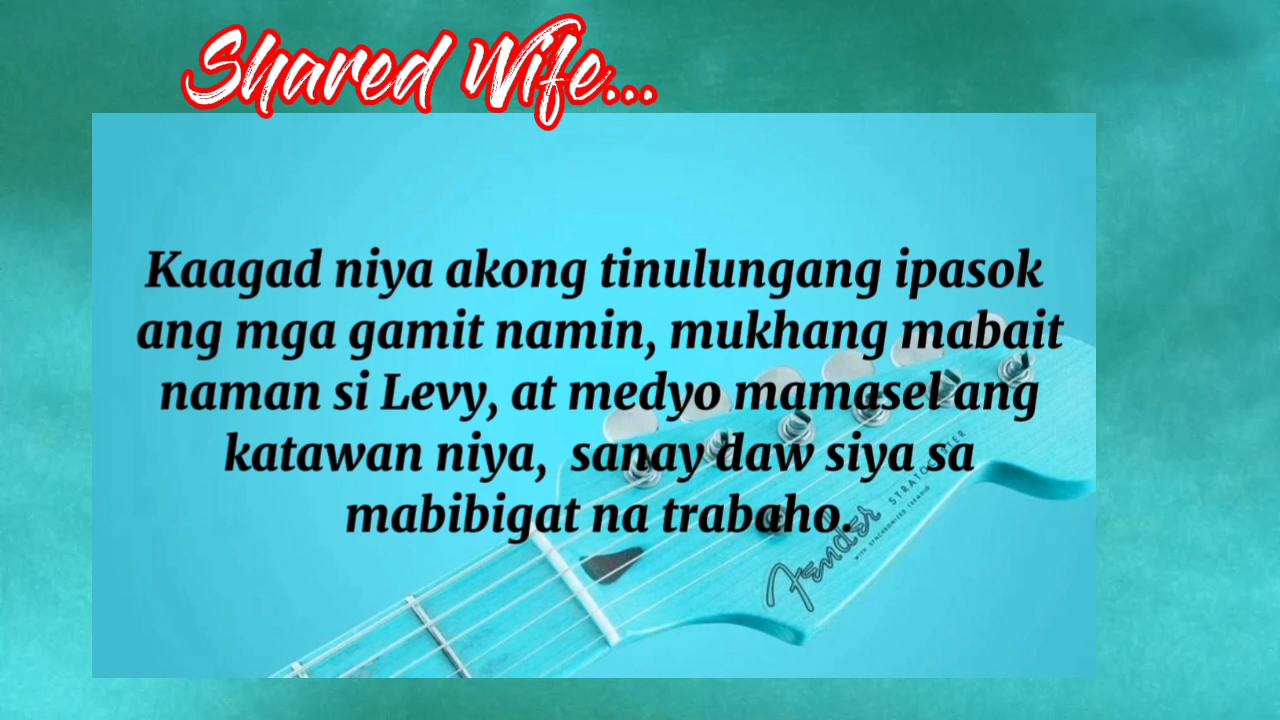 Shared Wife...
Kaagad niya akong tinulungang ipasok
ang mga gamit namin, mukhang mabait
naman si Levy, at medyo mamasel ang
katawan niya, sanay daw siya sa
mabibigat na trabaho.
Fender
STRATOCASTER